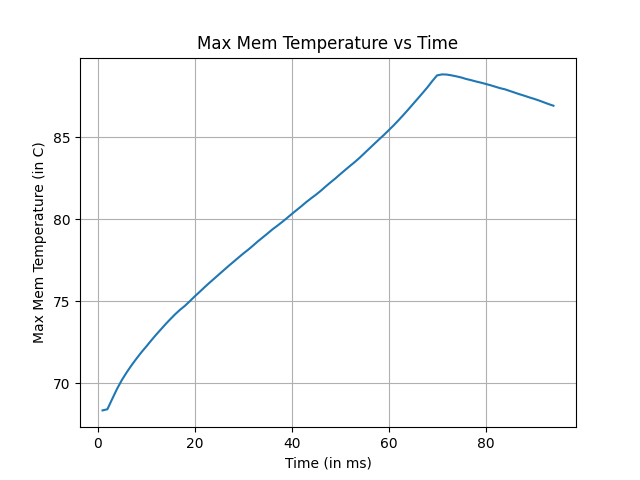 Max Mem Temperature vs Time
Max Mem Temperature (in C)
85
80
75
70
0 20 40 60 80
Time (in ms)